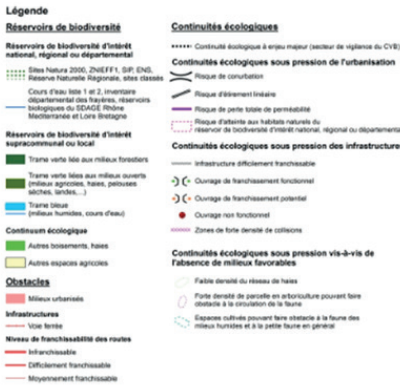 Légende
Réservoirs de biodiversité
Réservoirs de biodiversité d'intérêt
national, régional ou départemental
Sites Natura 2000, ZNIEFF1, SIP, ENS,
Réserve Naturelle Régionale, sites classés
Cours d'eau liste 1 et 2, inventaire
départemental des frayères, réservoirs
biologiques du SDAGE Rhône
Mediterranée et Loire Bretagne
Réservoirs de biodiversité d'intérêt
supracommunal ou local
Trame verte liée aux milieux forestiers
Trame verte liées aux milieux ouverts
(milieux agricoles, haies, pelouses
sèches, landes,...)
Trame bleue
(milieux humides, cours d'eau)
Continuum écologique
Autres boisements, haies
Autres espaces agricoles
Obstacles
Milieux urbanisés
Infrastructures
Voie ferrée
Niveau de franchissabilité des routes
Infranchissable
Difficilement franchissable
Moyennement franchissable
Continuités écologiques
Continuité écologique à enjeu majeur (secteur de vigilance du CVB)
Continuités écologiques sous pression de l'urbanisation
Risque de conurbation
Risque d'étirement linéaire
Risque de perte totale de perméabilité
Risque d'atteinte aux habitats naturels du
réservoir de biodiversité d'intérêt national, régional ou départementa
Continuités écologiques sous pression des infrastructure
Infrastructure difficilement franchissable
Ouvrage de franchissement fonctionnel
Ouvrage de franchissement potentiel
Ouvrage non fonctionnel
Zones de forte densité de collisions
Continuités écologiques sous pression vis-à-vis de
l'absence de milieux favorables
Faible densité du réseau de haies
Forte densité de parcelle en arboriculture pouvant faire
obstacle à la circulation de la faune
Espaces cultivés pouvant faire obstacle à la faune des
milieux humides et à la petite faune en général